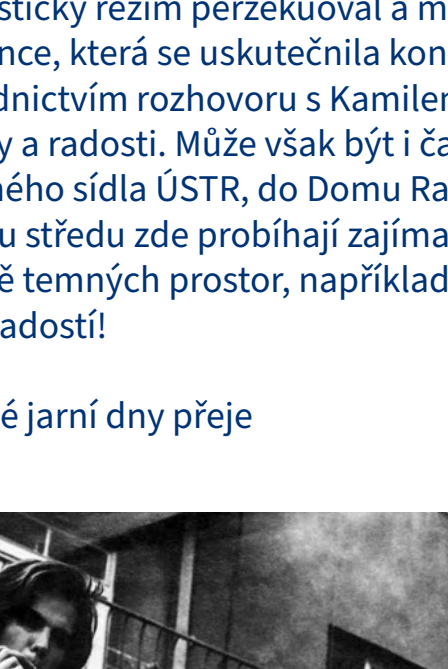 stický režim perzekuoval a m
nce, která se uskutečnila kon
dnictvím rozhovoru s Kamilem
y a radosti. Může však být i ča
ného sídla ÚSTR, do Domu Ra
u středu zde probíhají zajíma
ě temných prostor, například
adostí!
é jarní dny přeje